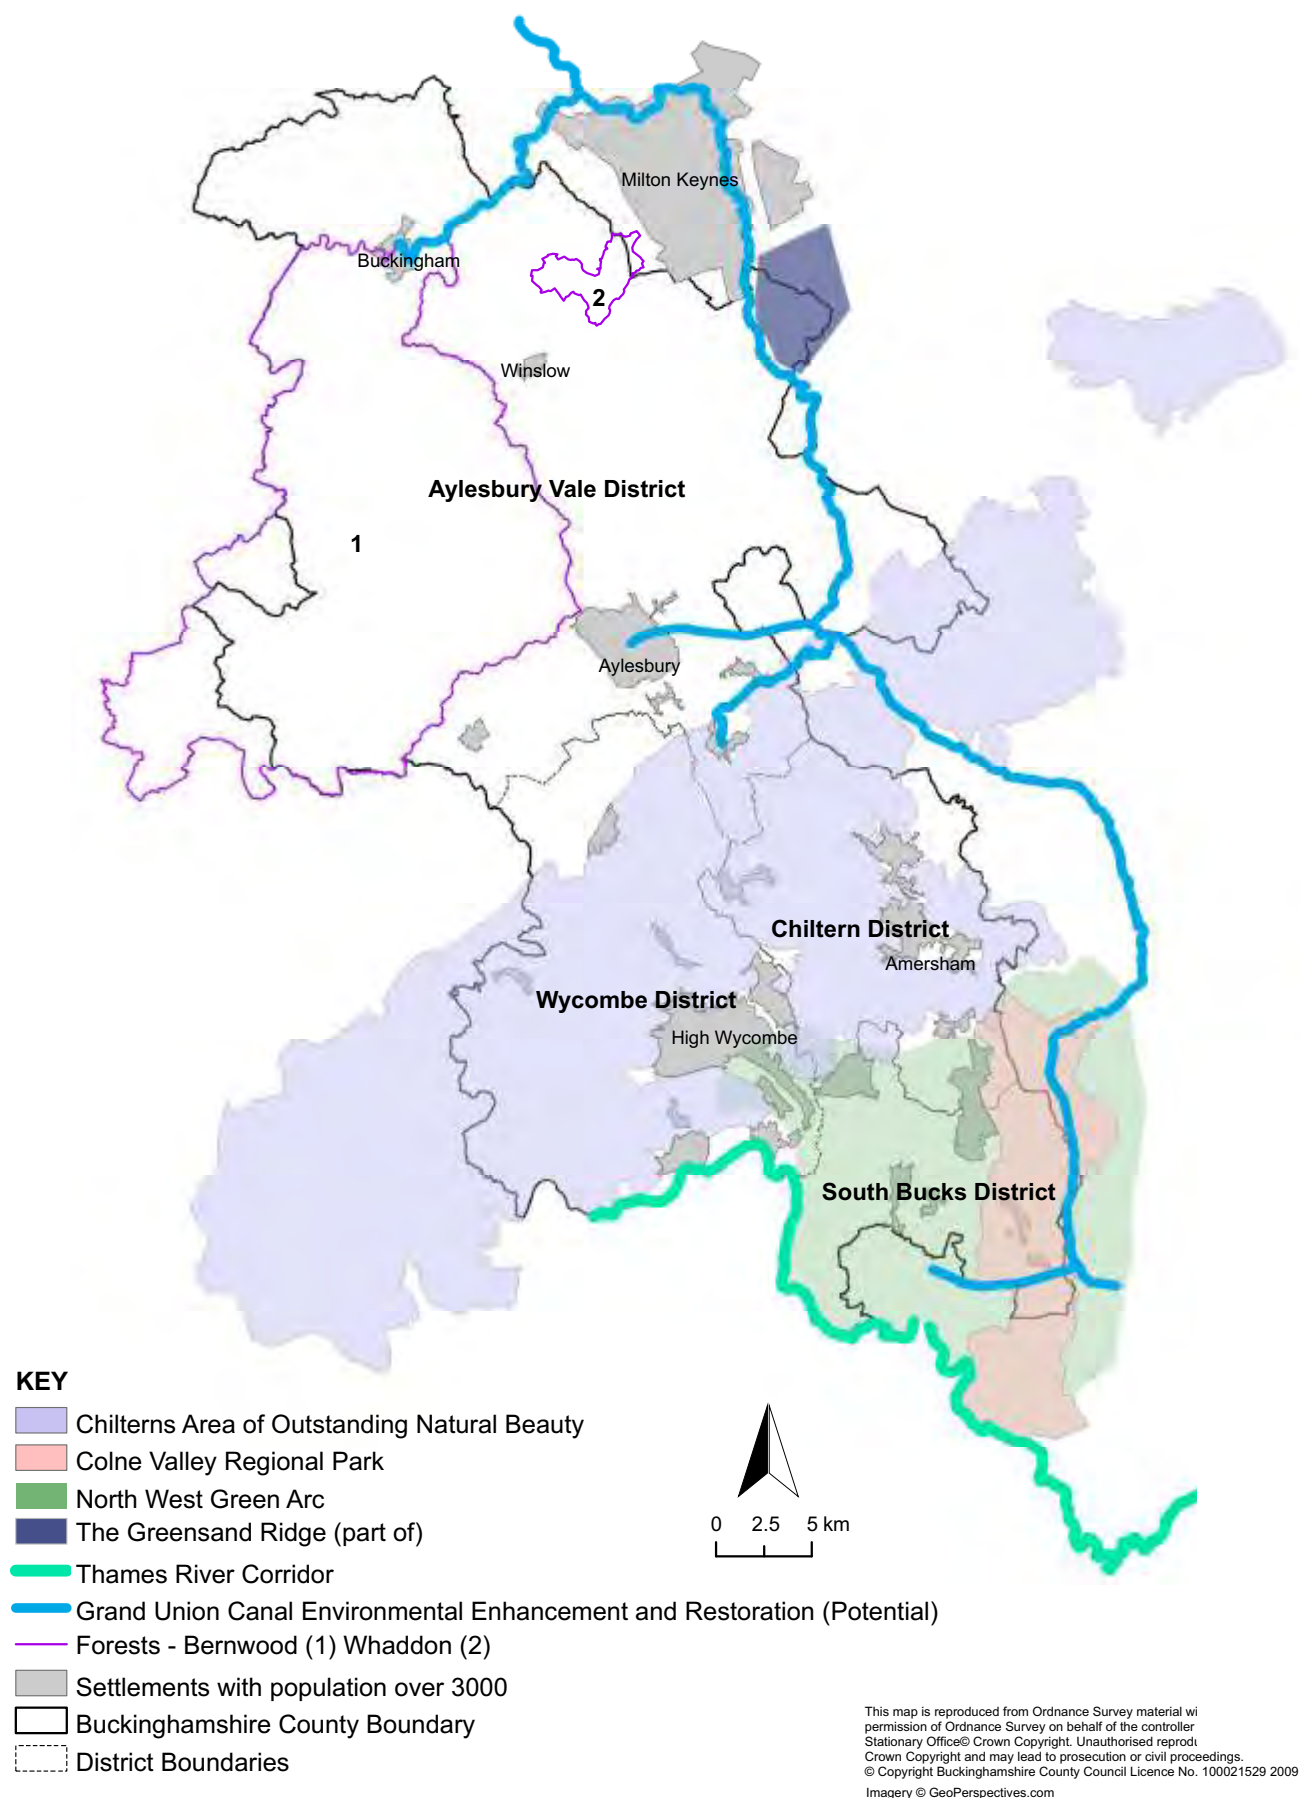 Milton Keynes
Buckingham
2
Winslow
Aylesbury Vale District
1
Aylesbury
Chiltern District
Amersham
Wycombe District
High Wycombe
South Bucks District
KEY
Chilterns Area of Outstanding Natural Beauty
Colne Valley Regional Park
North West Green Arc
The Greensand Ridge (part of)
Thames River Corridor
Grand Union Canal Environmental Enhancement and Restoration (Potential)
Forests - Bernwood (1) Whaddon (2)
Settlements with population over 3000
Buckinghamshire County Boundary
District Boundaries
0 2.5 5 km
This map is reproduced from Ordnance Survey material wi
permission of Ordnance Survey on behalf of the controller
Stationary Office© Crown Copyright. Unauthorised reprodu
Crown Copyright and may lead to prosecution or civil proceedings.
© Copyright Buckinghamshire County Council Licence No. 100021529 2009
Imagery © GeoPerspectives.com